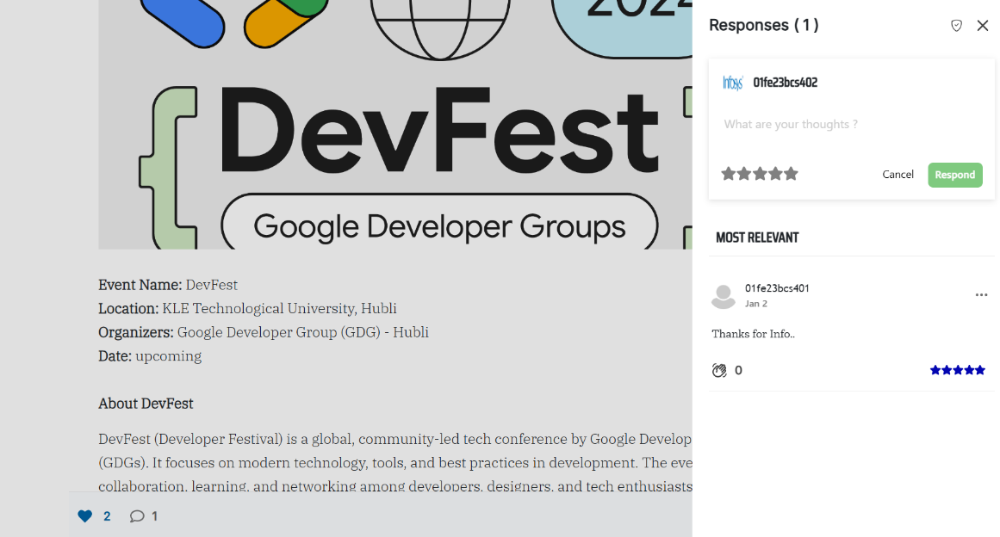 2024
DevFest
Google Developer Groups
Event Name: DevFest
Location: KLE Technological University, Hubli
Organizers: Google Developer Group (GDG) - Hubli
Date: upcoming
About DevFest
DevFest (Developer Festival) is a global, community-led tech conference by Google Develop
(GDGs). It focuses on modern technology, tools, and best practices in development. The eve
collaboration, learning, and networking among developers, designers, and tech enthusiasts
2 1
Responses ( 1 )
Infosys 01fe23bcs402
What are your thoughts ?
Cancel Respond
MOST RELEVANT
01fe23bcs401
Jan 2
Thanks for Info..
0